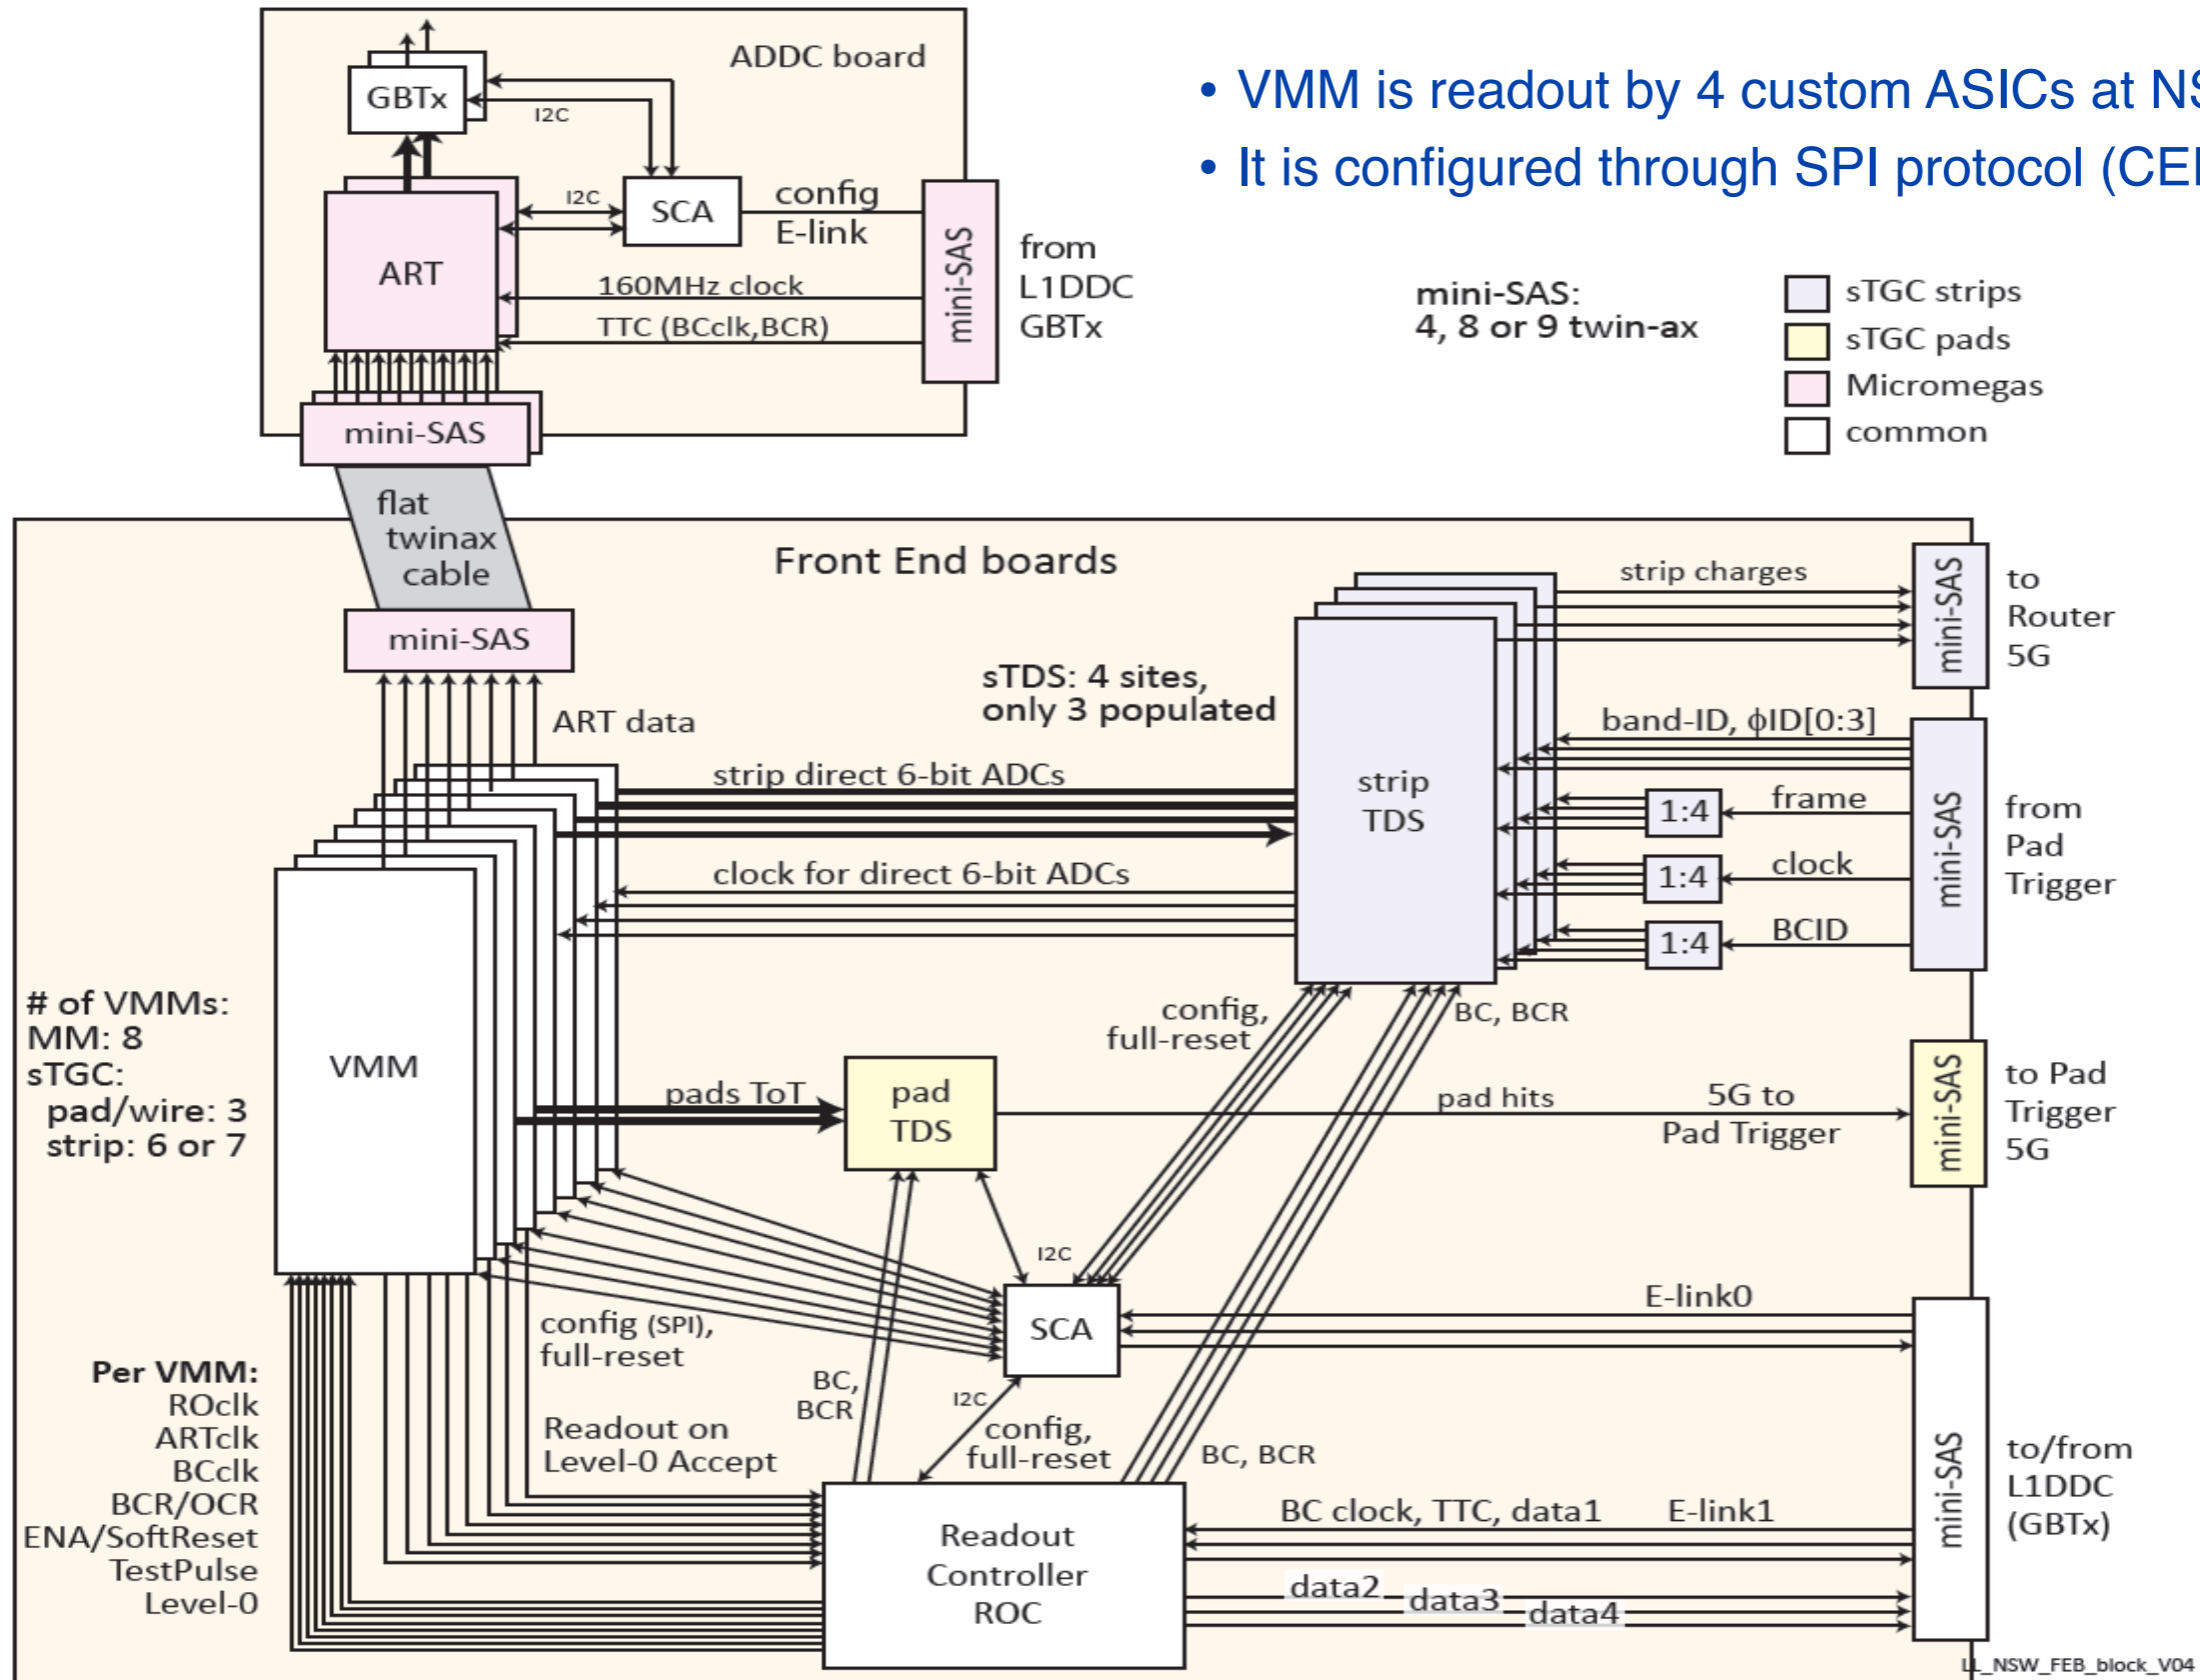 ADDC board
GBTx
I2C
I2C
SCA
config
E-link
ART
160MHz clock
TTC (BCclk,BCR)
mini-SAS
from
L1DDC
GBTx
mini-SAS
• VMM is readout by 4 custom ASICs at
• It is configured through SPI protocol
mini-SAS:
4, 8 or 9 twin-ax
sTGC strips
sTGC pads
Micromegas
common
flat
twinax
cable
Front End boards
mini-SAS
ART data
sTDS: 4 sites,
only 3 populated
strip charges
mini-SAS
to
Router
5G
band-ID, ϕID[0:3]
strip direct 6-bit ADCs
strip
TDS
1:4
frame
1:4
clock
1:4
BCID
mini-SAS
from
Pad
Trigger
clock for direct 6-bit ADCs
# of VMMs:
MM: 8
sTGC:
pad/wire: 3
strip: 6 or 7
VMM
config,
full-reset
BC, BCR
pads ToT
pad
TDS
pad hits
5G to
Pad Trigger
mini-SAS
to Pad
Trigger
5G
I2C
SCA
E-link0
config (SPI),
full-reset
BC,
BCR
I2C
config,
full-reset
BC, BCR
Per VMM:
ROclk
ARTclk
BCclk
BCR/OCR
ENA/SoftReset
TestPulse
Level-0
Readout on
Level-0 Accept
Readout
Controller
ROC
BC clock, TTC, data1
E-link1
data2
data3
data4
mini-SAS
to/from
L1DDC
(GBTx)
LL_NSW_FEB_block_V04